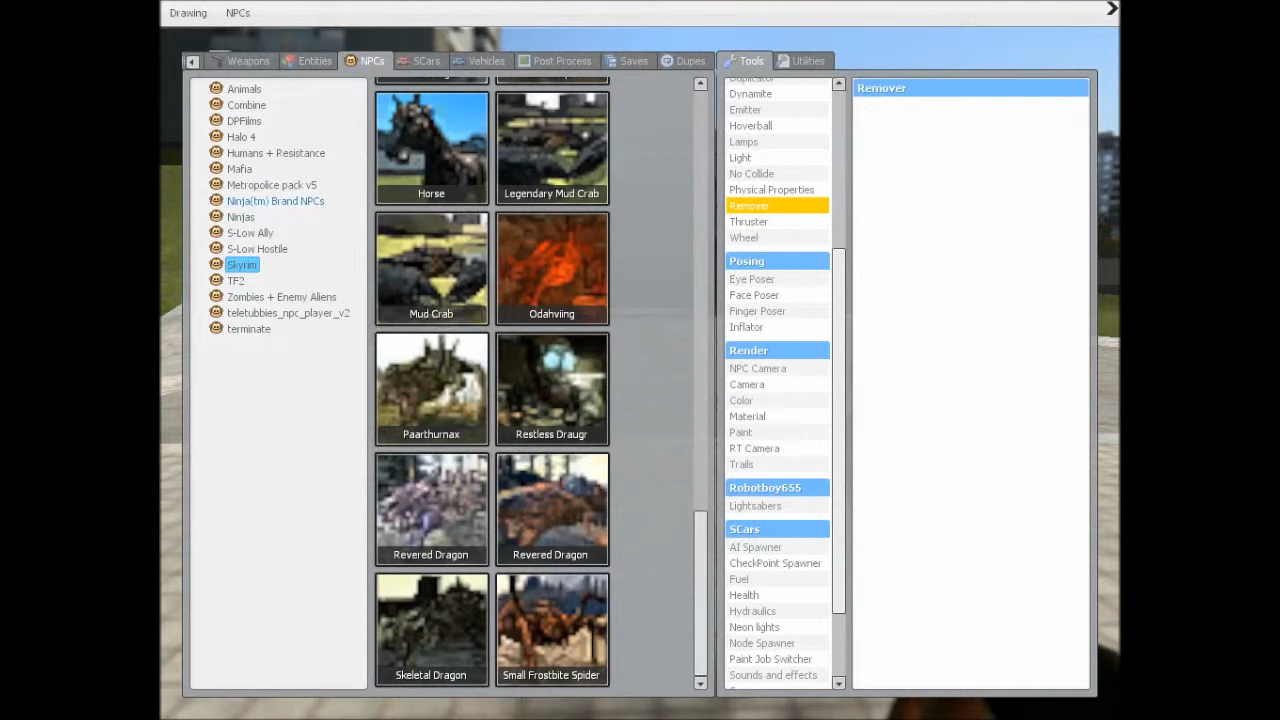 Drawing NPCs
Weapons Entities NPCs SCars Vehicles Post Process Saves Dupes
Tools Utilities
Animals
Combine
DPFilms
Halo 4
Humans + Resistance
Mafia
Metropolice pack v5
Ninja(tm) Brand NPCs
Ninjas
S-Low Ally
S-Low Hostile
Skyrim
TF2
Zombies + Enemy Aliens
teletubbies_npc_player_v2
terminate
Horse
Legendary Mud Crab
Mud Crab
Odahviing
Paarthurnax
Restless Draugr
Revered Dragon
Revered Dragon
Skeletal Dragon
Small Frostbite Spider
Duplicator
Dynamite
Emitter
Hoverball
Lamps
Light
No Collide
Physical Properties
Remover
Thruster
Wheel
Posing
Eye Poser
Face Poser
Finger Poser
Inflator
Render
NPC Camera
Camera
Color
Material
Paint
RT Camera
Trails
Robotboy655
Lightsabers
SCars
AI Spawner
CheckPoint Spawner
Fuel
Health
Hydraulics
Neon lights
Node Spawner
Paint Job Switcher
Sounds and effects
Remover